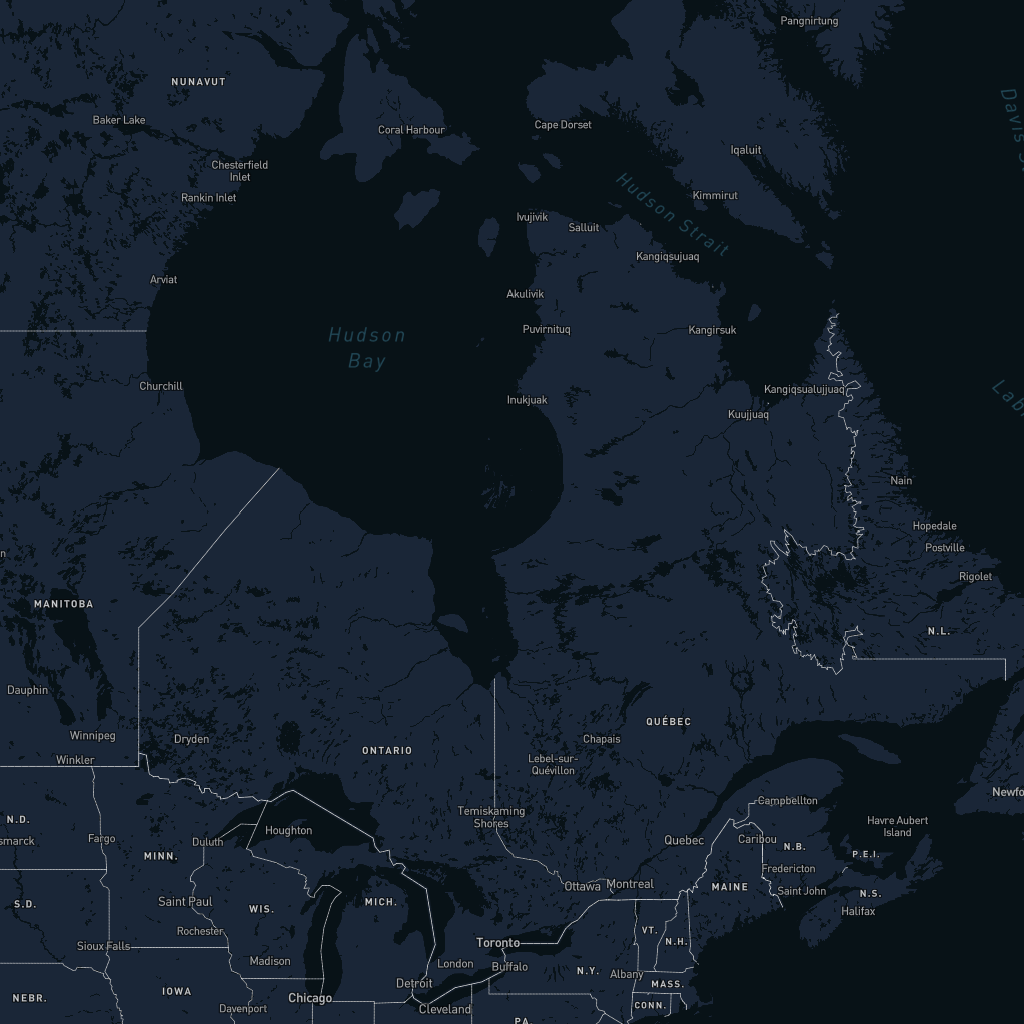 Pangnirtung
NUNAVUT
Davis S
Baker Lake
Coral Harbour
Cape Dorset
Iqaluit
Chesterfield
Inlet
Rankin Inlet
Kimmirut
Hudson Strait
Ivujivik
Salluit
Kangiqsujuaq
Arviat
Akulivik
Puvirnituq
Kangirsuk
Hudson
Bay
Churchill
Inukjuak
Kangiqsualujjuaq
Kuujjuaq
Lab
Nain
Hopedale
Postville
n
Rigolet
MANITOBA
N.L.
Dauphin
Winnipeg
Dryden
QUÉBEC
Chapais
ONTARIO
Winkler
Lebel-sur-
Quévillon
Newfo
Campbellton
Temiskaming
Shores
N.D.
Havre Aubert
Island
smarck
Fargo
Duluth
Houghton
Quebec
Caribou
N.B.
MINN.
P.E.I.
Fredericton
Ottawa
Montreal
MAINE
Saint John
N.S.
S.D.
Saint Paul
WIS.
MICH.
Halifax
Rochester
VT.
N.H.
Sioux Falls
Toronto
Madison
London
Buffalo
N.Y.
Albany
MASS.
NEBR.
IOWA
Chicago
Detroit
Davenport
Cleveland
CONN.
PA.